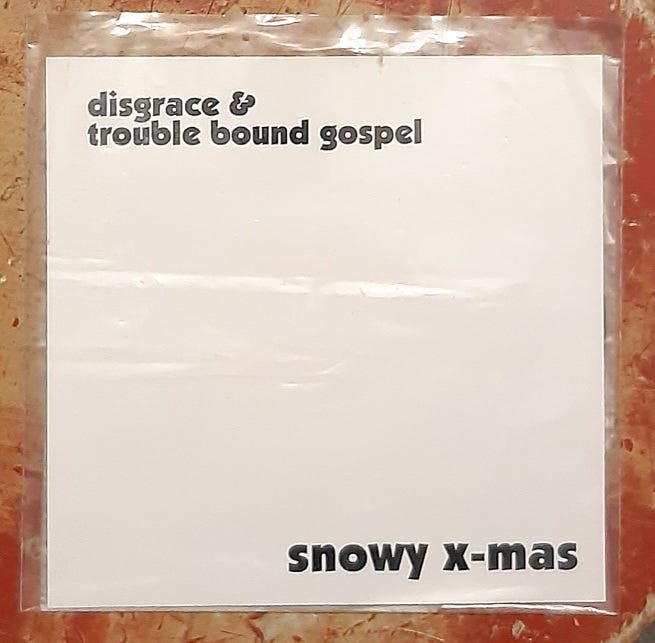 disgrace &
trouble bound gospel
snowy x-mas